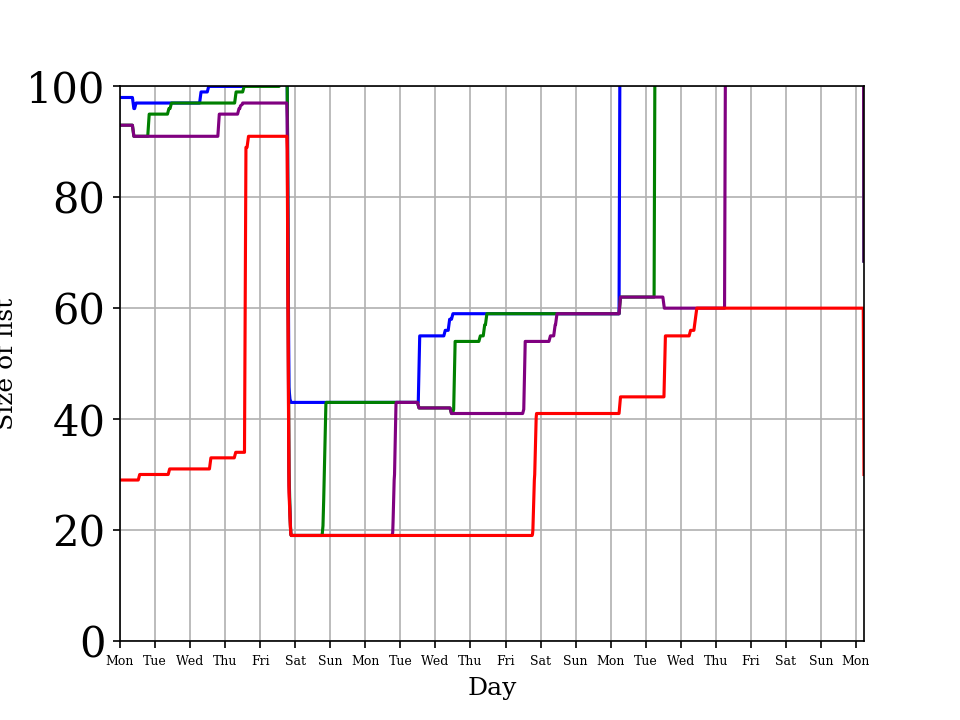 100
80
60
40
20
0
Size of list
Mon Tue Wed Thu Fri Sat Sun Mon Tue Wed Thu Fri Sat Sun Mon Tue Wed Thu Fri Sat Sun Mon
Day